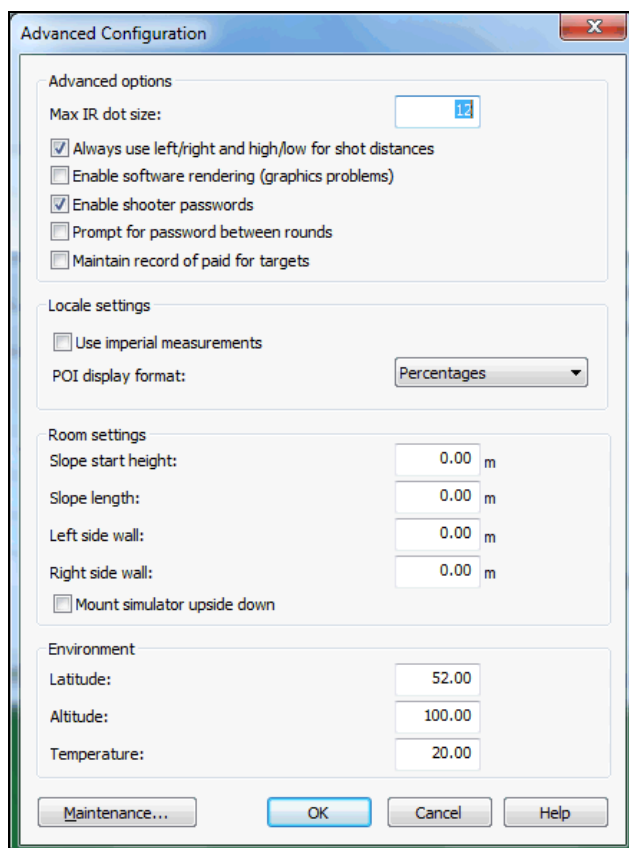 Advanced Configuration
Advanced options
Max IR dot size: 12
Always use left/right and high/low for shot distances
Enable software rendering (graphics problems)
Enable shooter passwords
Prompt for password between rounds
Maintain record of paid for targets
Locale settings
Use imperial measurements
POI display format: Percentages
Room settings
Slope start height: 0.00 m
Slope length: 0.00 m
Left side wall: 0.00 m
Right side wall: 0.00 m
Mount simulator upside down
Environment
Latitude: 52.00
Altitude: 100.00
Temperature: 20.00
Maintenance... OK Cancel Help